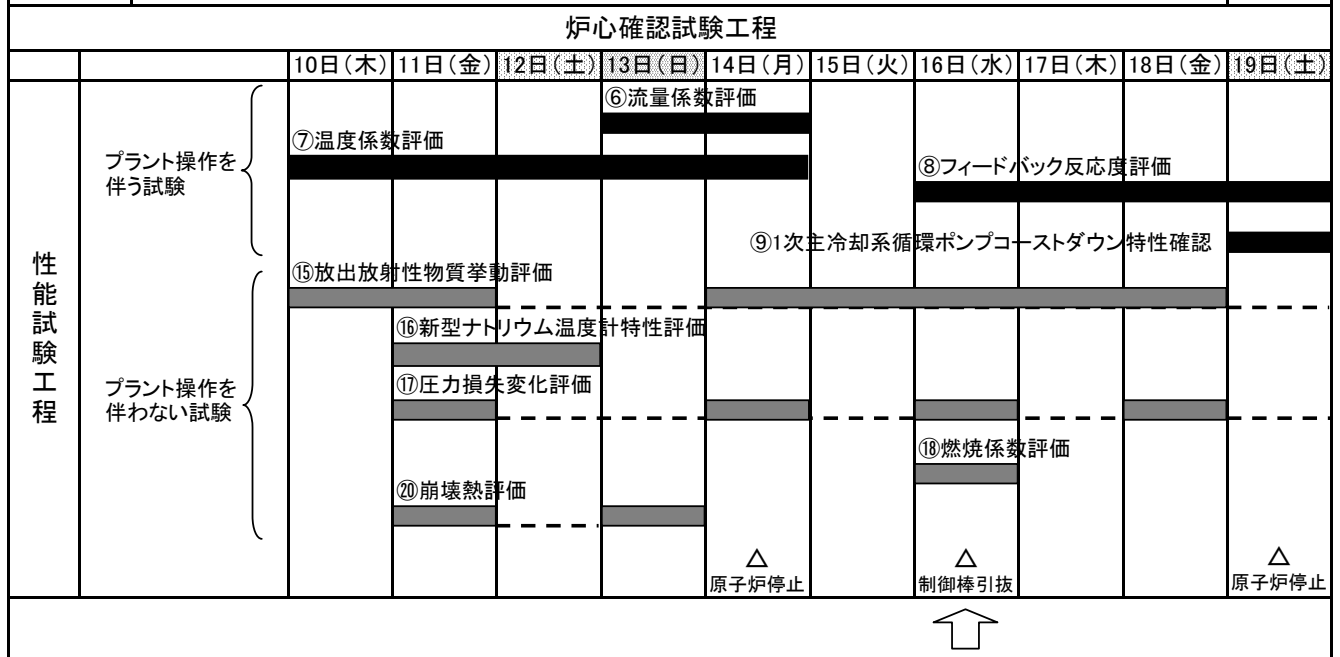 炉心確認試験工程
10日(木) 11日(金) 12日(土) 13日(日) 14日(月) 15日(火) 16日(水) 17日(木) 18日(金) 19日(土)
性能試験工程
プラント操作を
伴う試験
⑥流量係数評価
⑦温度係数評価
⑧フィードバック反応度評価
⑨1次主冷却系循環ポンプコーストダウン特性確認
プラント操作を
伴わない試験
⑮放出放射性物質挙動評価
⑯新型ナトリウム温度計特性評価
⑰圧力損失変化評価
⑱燃焼係数評価
⑳崩壊熱評価
△ △ △
原子炉停止 制御棒引抜 原子炉停止